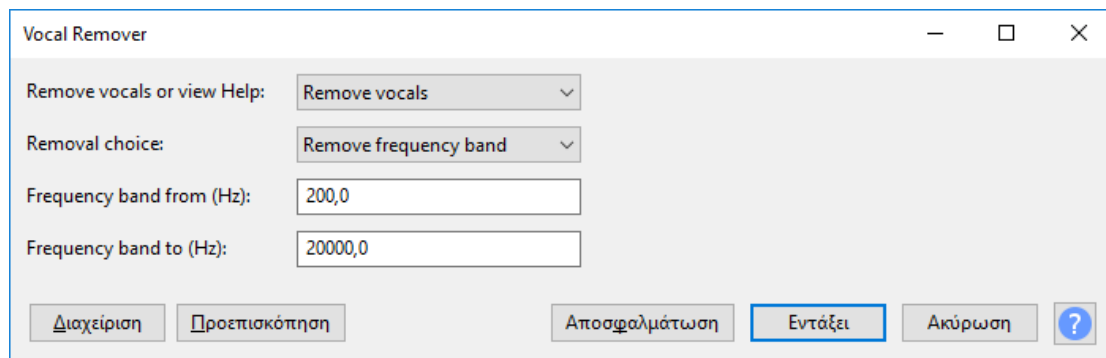 Vocal Remover
Remove vocals or view Help: Remove vocals
Removal choice: Remove frequency band
Frequency band from (Hz): 200,0
Frequency band to (Hz): 20000,0
Διαχείριση Προεπισκόπηση Αποσφαλμάτωση Εντάξει Ακύρωση ?